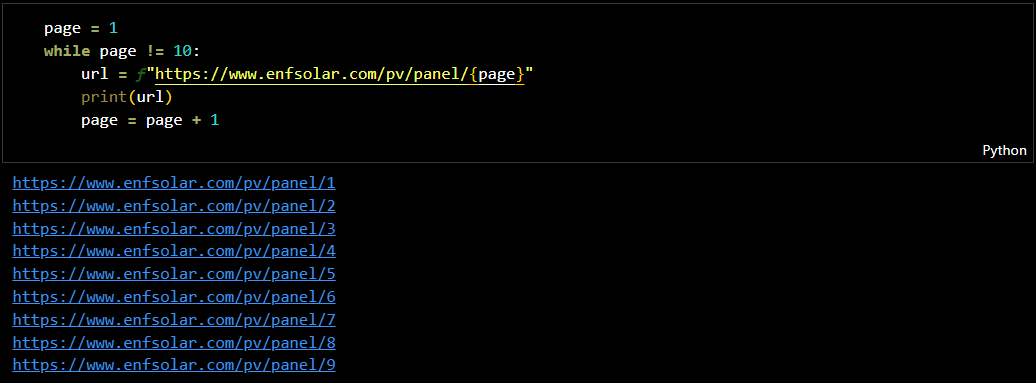 page = 1
while page != 10:
    url = f"https://www.enfsolar.com/pv/panel/{page}"
    print(url)
    page = page + 1
Python
https://www.enfsolar.com/pv/panel/1
https://www.enfsolar.com/pv/panel/2
https://www.enfsolar.com/pv/panel/3
https://www.enfsolar.com/pv/panel/4
https://www.enfsolar.com/pv/panel/5
https://www.enfsolar.com/pv/panel/6
https://www.enfsolar.com/pv/panel/7
https://www.enfsolar.com/pv/panel/8
https://www.enfsolar.com/pv/panel/9